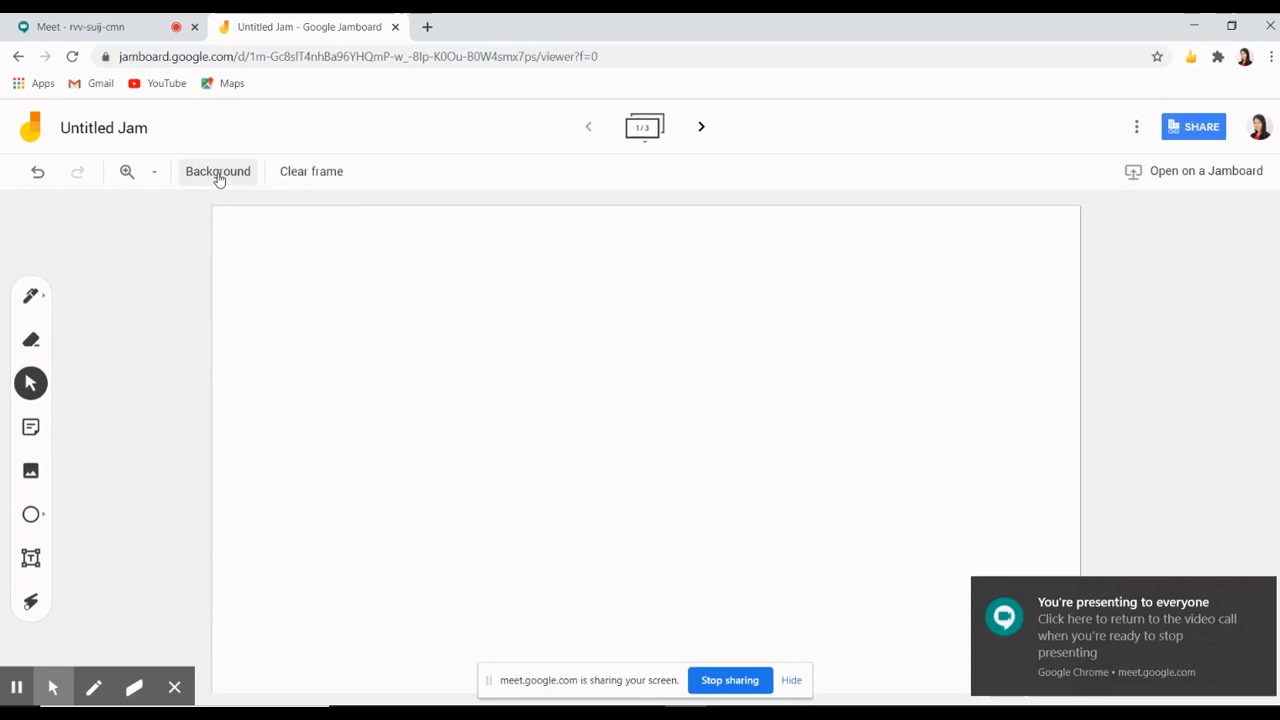 Meet - rvv-suij-cmn
Untitled Jam - Google Jamboard
jamboard.google.com/d/1m-Gc8slT4nhBa96YHQmP-w_-8Ip-K0Ou-B0W4smx7ps/viewer?f=0
Apps
Gmail
YouTube
Maps
Untitled Jam
1 / 3
SHARE
Background
Clear frame
Open on a Jamboard
T
You're presenting to everyone
Click here to return to the video call
when you're ready to stop
presenting
Google Chrome • meet.google.com
meet.google.com is sharing your screen.
Stop sharing
Hide